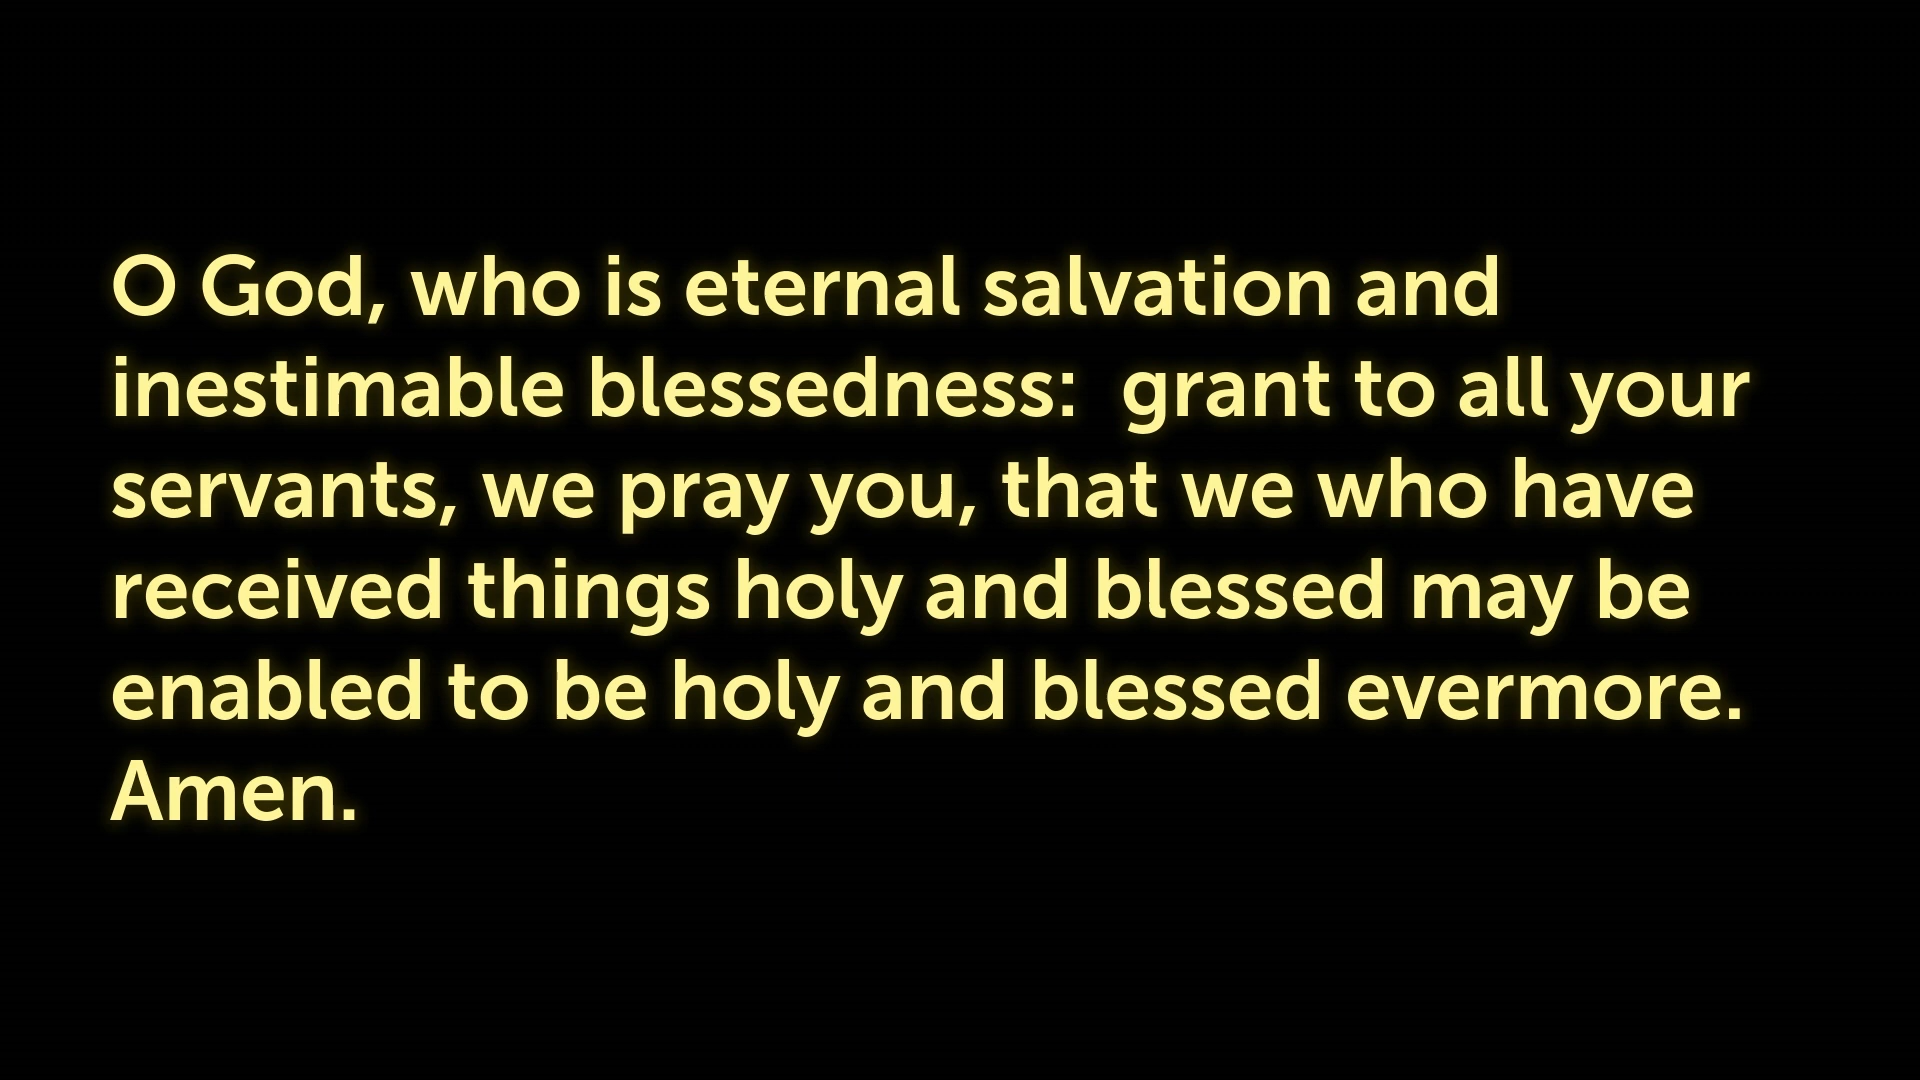 O God, who is eternal salvation and
inestimable blessedness:  grant to all your
servants, we pray you, that we who have
received things holy and blessed may be
enabled to be holy and blessed evermore.
Amen.